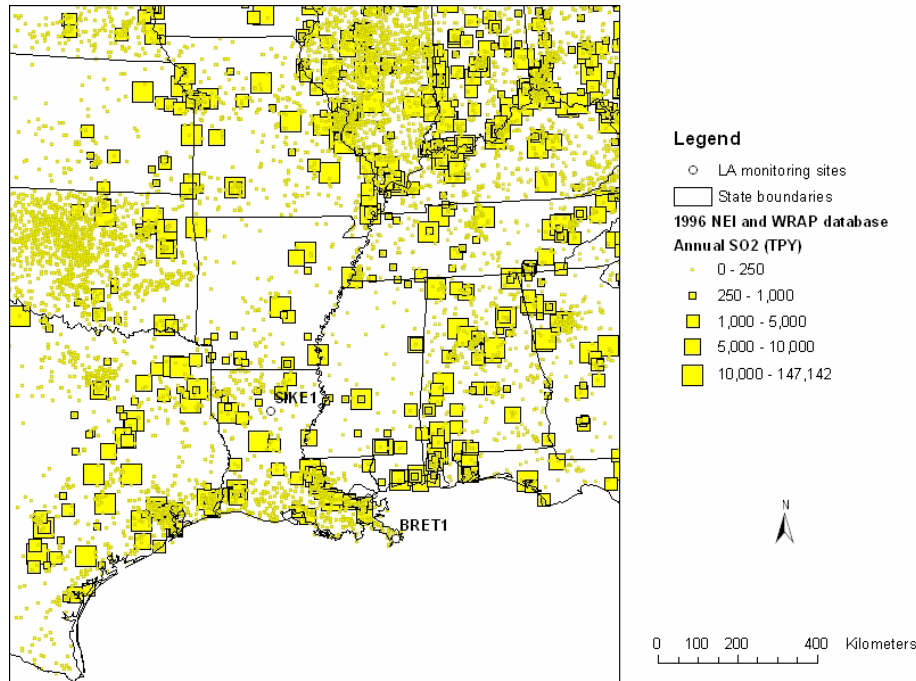 SIKE1
BRET1
Legend
LA monitoring sites
State boundaries
1996 NEI and WRAP database
Annual SO2 (TPY)
0 - 250
250 - 1,000
1,000 - 5,000
5,000 - 10,000
10,000 - 147,142
N
0 100 200 400 Kilometers